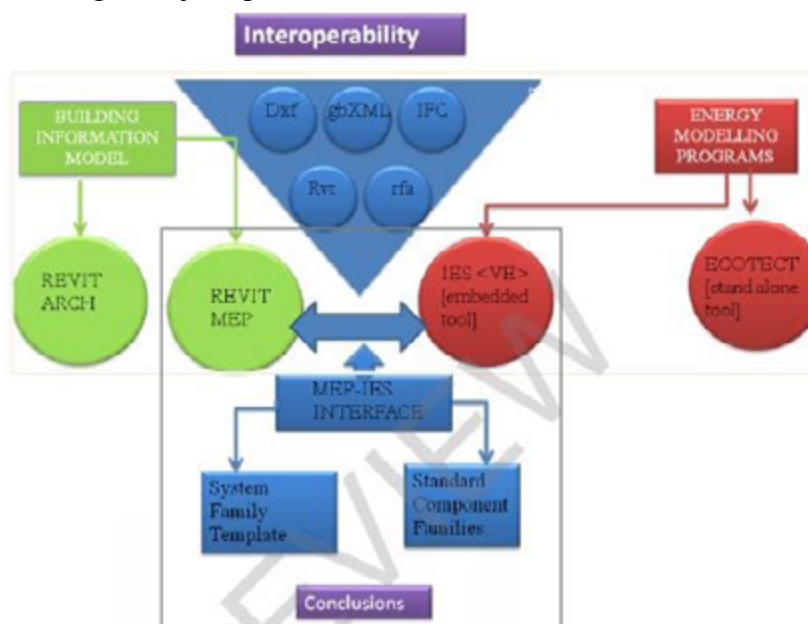 Interoperability
Dxf
gbXML
IFC
BUILDING
INFORMATION
MODEL
ENERGY
MODELLING
PROGRAMS
Rvt
rfa
REVIT
ARCH
REVIT
MEP
IES <VE>
[embedded
tool]
ECOTECT
[stand alone
tool]
MEP-IES
INTERFACE
System
Family
Template
Standard
Component
Families
Conclusions